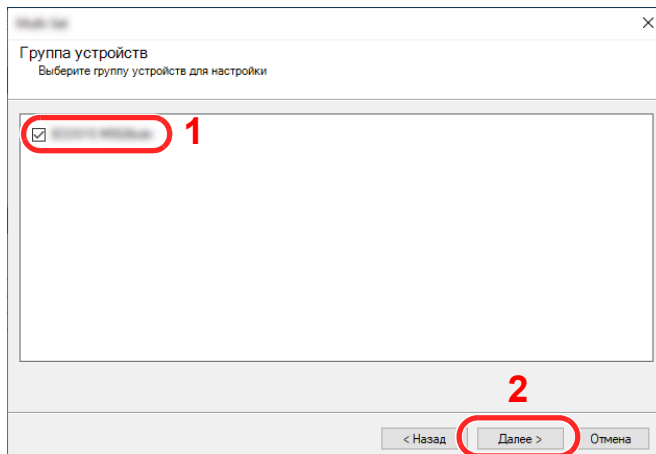 Группа устройств
Выберите группу устройств для настройки
1
2
< Назад
Далее >
Отмена